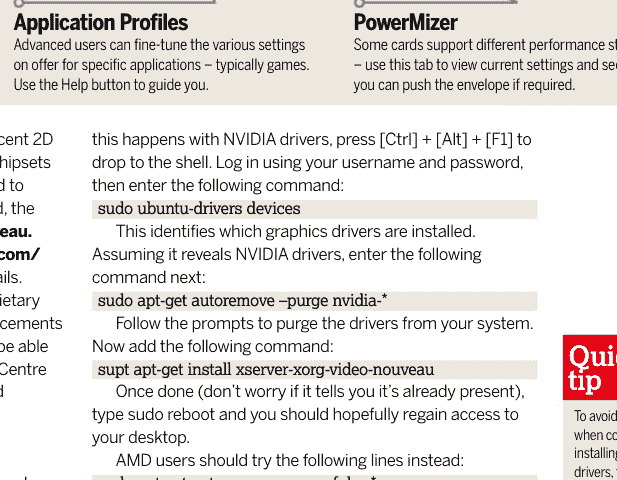 Application Profiles
Advanced users can fine-tune the various settings
on offer for specific applications – typically games.
Use the Help button to guide you.
PowerMizer
Some cards support different performance
– use this tab to view current settings and
you can push the envelope if required.
cent 2D
hipsets
d to
d, the
eau.
com/
ails.
ietary
cements
be able
Centre
d
this happens with NVIDIA drivers, press [Ctrl] + [Alt] + [F1] to
drop to the shell. Log in using your username and password,
then enter the following command:
sudo ubuntu-drivers devices
This identifies which graphics drivers are installed.
Assuming it reveals NVIDIA drivers, enter the following
command next:
sudo apt-get autoremove –purge nvidia-*
Follow the prompts to purge the drivers from your system.
Now add the following command:
supt apt-get install xserver-xorg-video-nouveau
Once done (don't worry if it tells you it's already present),
type sudo reboot and you should hopefully regain access to
your desktop.
AMD users should try the following lines instead:
Quic
tip
To avoid
when co
installing
drivers,